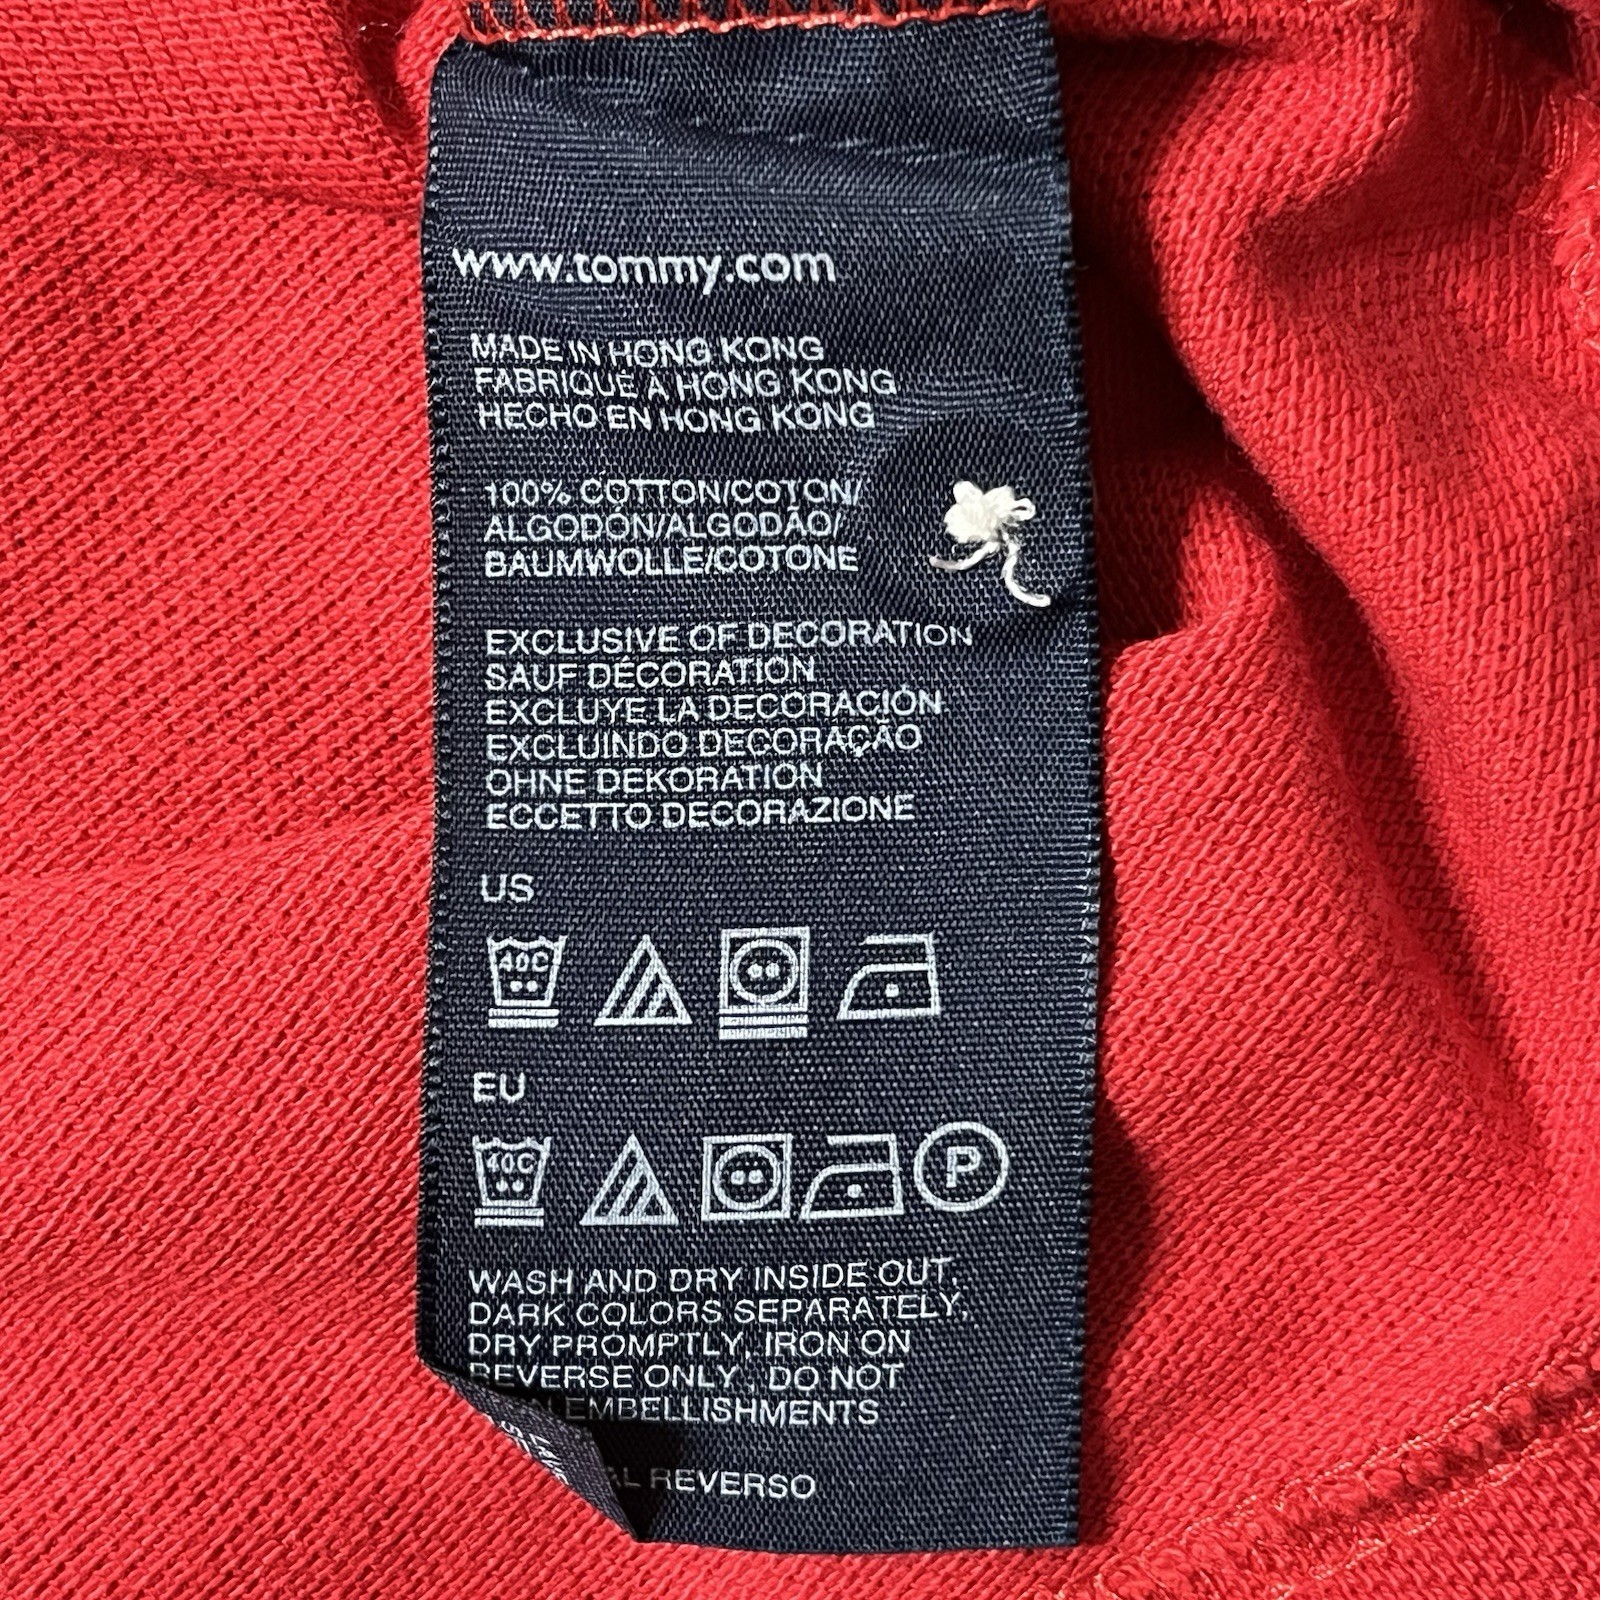 www.tommy.com
MADE IN HONG KONG
FABRIQUÉ À HONG KONG
HECHO EN HONG KONG
100% COTTON/COTON/
ALGODÓN/ALGODÃO/
BAUMWOLLE/COTONE
EXCLUSIVE OF DECORATION
SAUF DÉCORATION
EXCLUYE LA DECORACIÓN
EXCLUINDO DECORAÇÃO
OHNE DEKORATION
ECCETTO DECORAZIONE
US
40C
EU
40C P
WASH AND DRY INSIDE OUT,
DARK COLORS SEPARATELY,
DRY PROMPTLY, IRON ON
REVERSE ONLY, DO NOT
EMBELLISHMENTS
REVERSO